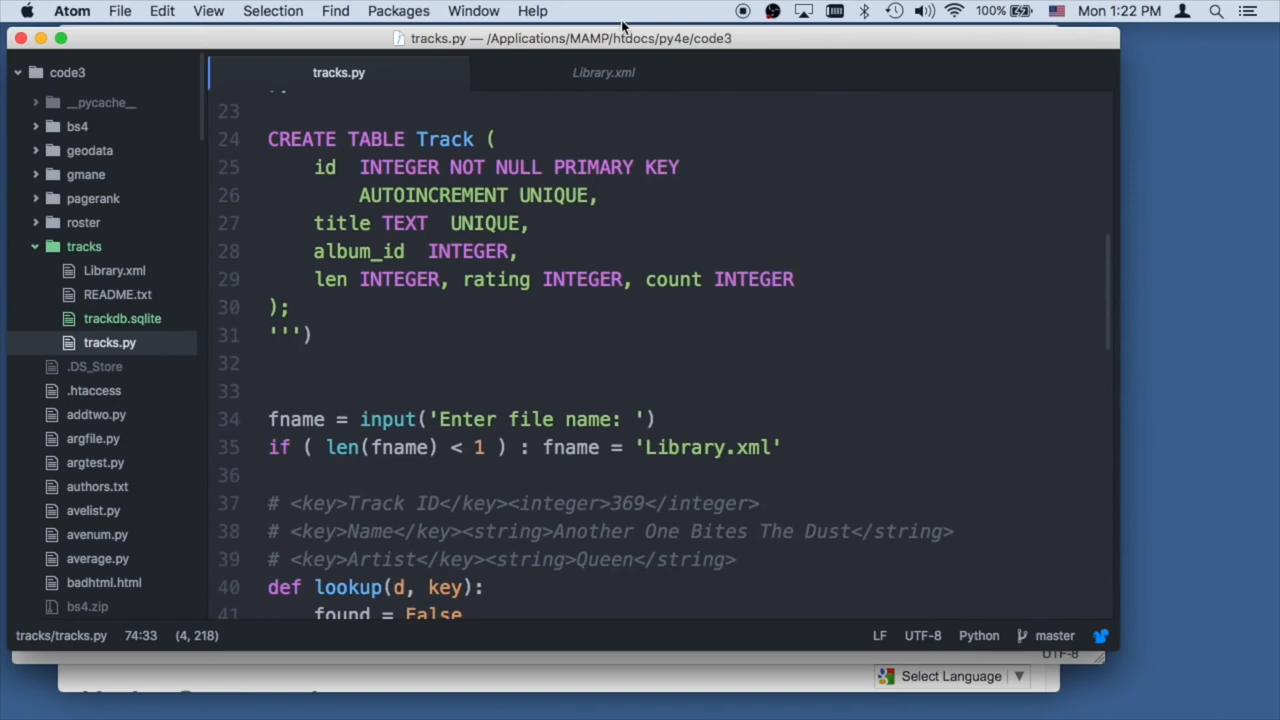 Atom File Edit View Selection Find Packages Window Help 100% Mon 1:22 PM
tracks.py — /Applications/MAMP/htdocs/py4e/code3
code3
__pycache__
bs4
geodata
gmane
pagerank
roster
tracks
Library.xml
README.txt
trackdb.sqlite
tracks.py
.DS_Store
.htaccess
addtwo.py
argfile.py
argtest.py
authors.txt
avelist.py
avenum.py
average.py
badhtml.html
bs4.zip
tracks.py Library.xml
23
24 CREATE TABLE Track (
25 id INTEGER NOT NULL PRIMARY KEY
26 AUTOINCREMENT UNIQUE,
27 title TEXT UNIQUE,
28 album_id INTEGER,
29 len INTEGER, rating INTEGER, count INTEGER
30 );
31 ''')
32
33
34 fname = input('Enter file name: ')
35 if ( len(fname) < 1 ) : fname = 'Library.xml'
36
37 # <key>Track ID</key><integer>369</integer>
38 # <key>Name</key><string>Another One Bites The Dust</string>
39 # <key>Artist</key><string>Queen</string>
40 def lookup(d, key):
41 found = False
tracks/tracks.py 74:33 (4, 218) LF UTF-8 Python master
UTF-8
Select Language ▼